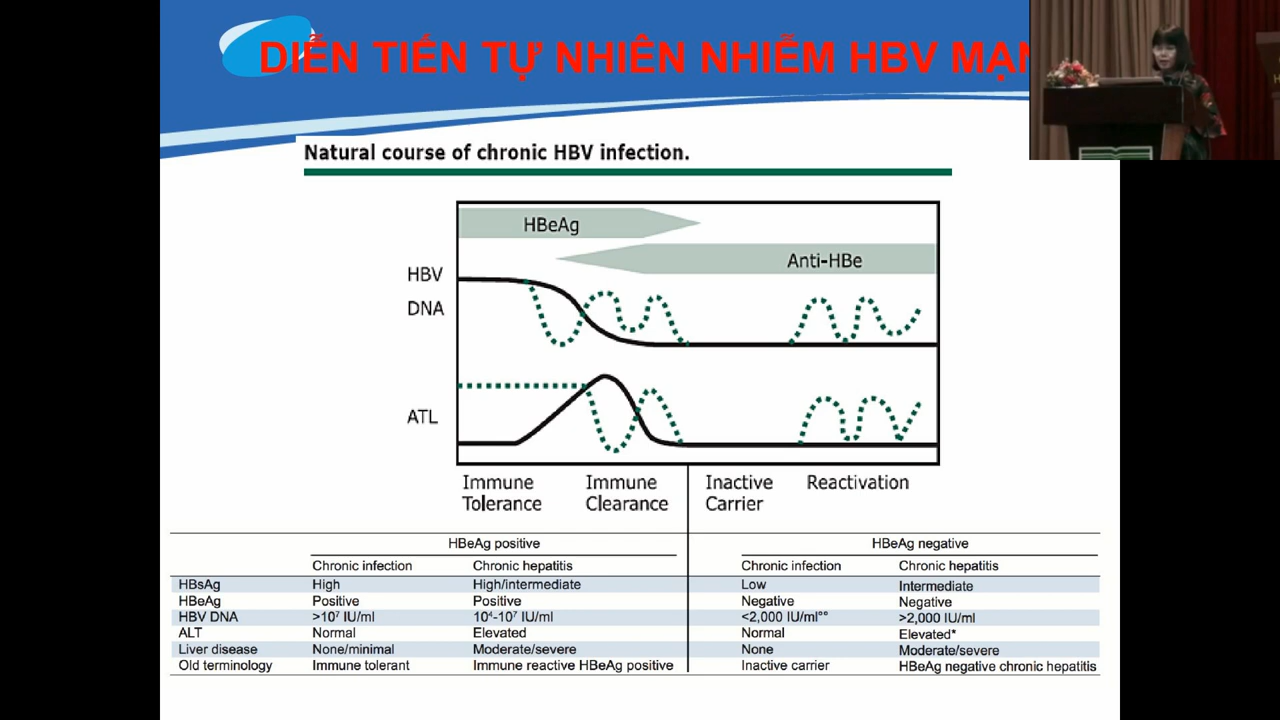 DIỄN TIẾN TỰ NHIÊN NHIỄM HBV MẠN
Natural course of chronic HBV infection.
HBeAg
Anti-HBe
HBV
DNA
ATL
Immune Tolerance
Immune Clearance
Inactive Carrier
Reactivation
HBeAg positive HBeAg negative
Chronic infection Chronic hepatitis Chronic infection Chronic hepatitis
HBsAg High High/intermediate Low Intermediate
HBeAg Positive Positive Negative Negative
HBV DNA >10⁷ IU/ml 10⁴-10⁷ IU/ml <2,000 IU/ml°° >2,000 IU/ml
ALT Normal Elevated Normal Elevated*
Liver disease None/minimal Moderate/severe None Moderate/severe
Old terminology Immune tolerant Immune reactive HBeAg positive Inactive carrier HBeAg negative chronic hepatitis